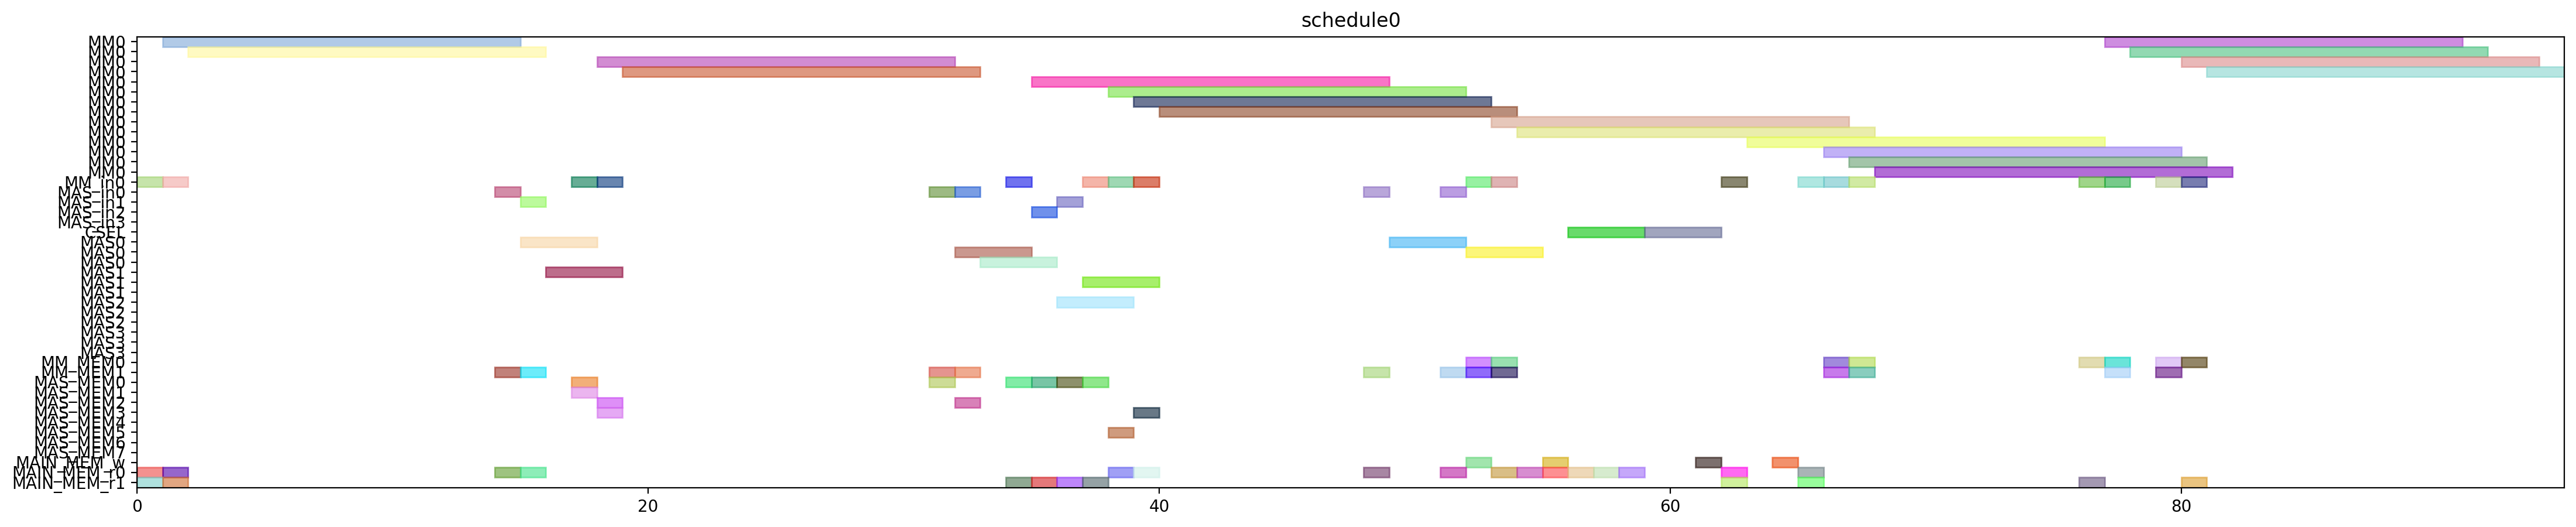 schedule0
MM0
MM0
MM0
MM0
MM0
MM0
MM0
MM0
MM0
MM0
MM0
MM0
MM0
MM0
MM_in0
MAS_in0
MAS_in1
MAS_in2
MAS_in3
CSEL
MAS0
MAS0
MAS0
MAS1
MAS1
MAS1
MAS2
MAS2
MAS2
MAS3
MAS3
MAS3
MM_MEM0
MM_MEM1
MAS_MEM0
MAS_MEM1
MAS_MEM2
MAS_MEM3
MAS_MEM4
MAS_MEM5
MAS_MEM6
MAS_MEM7
MAIN_MEM_w
MAIN_MEM_r0
MAIN_MEM_r1
0 20 40 60 80